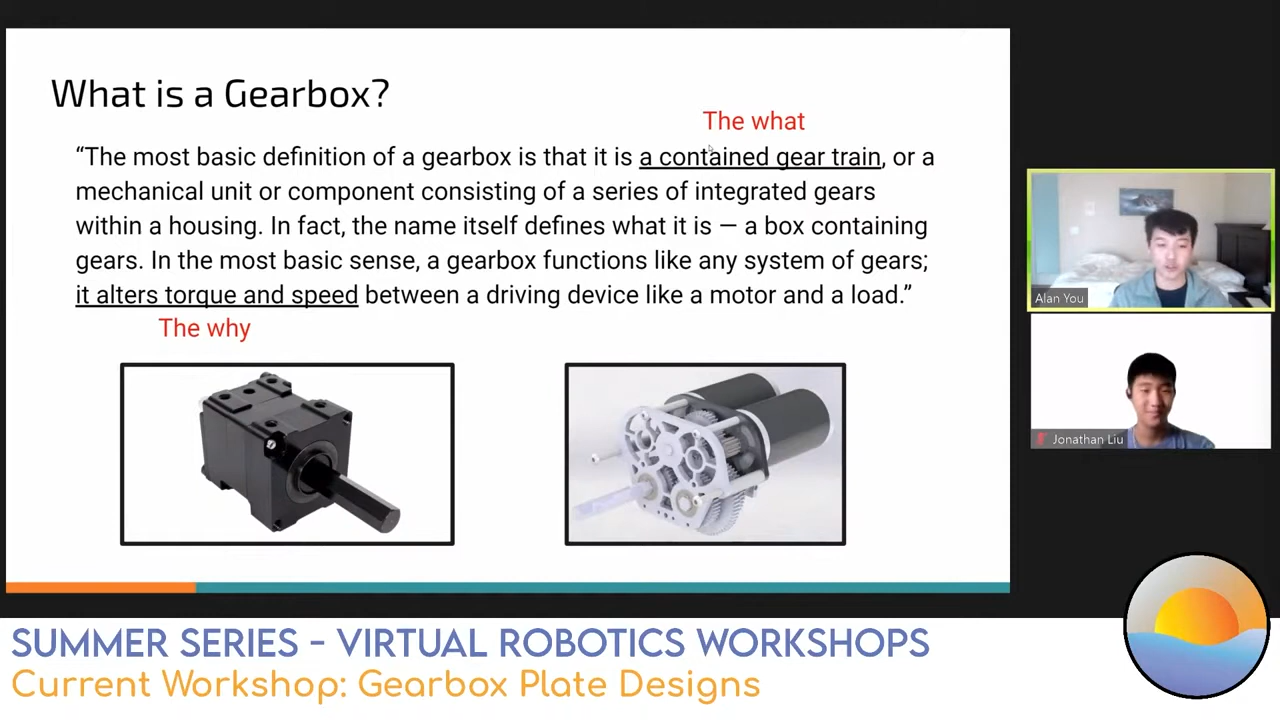 What is a Gearbox?
The what
“The most basic definition of a gearbox is that it is a contained gear train, or a
mechanical unit or component consisting of a series of integrated gears
within a housing. In fact, the name itself defines what it is — a box containing
gears. In the most basic sense, a gearbox functions like any system of gears;
it alters torque and speed between a driving device like a motor and a load.”
The why
Alan You
Jonathan Liu
SUMMER SERIES - VIRTUAL ROBOTICS WORKSHOPS
Current Workshop: Gearbox Plate Designs